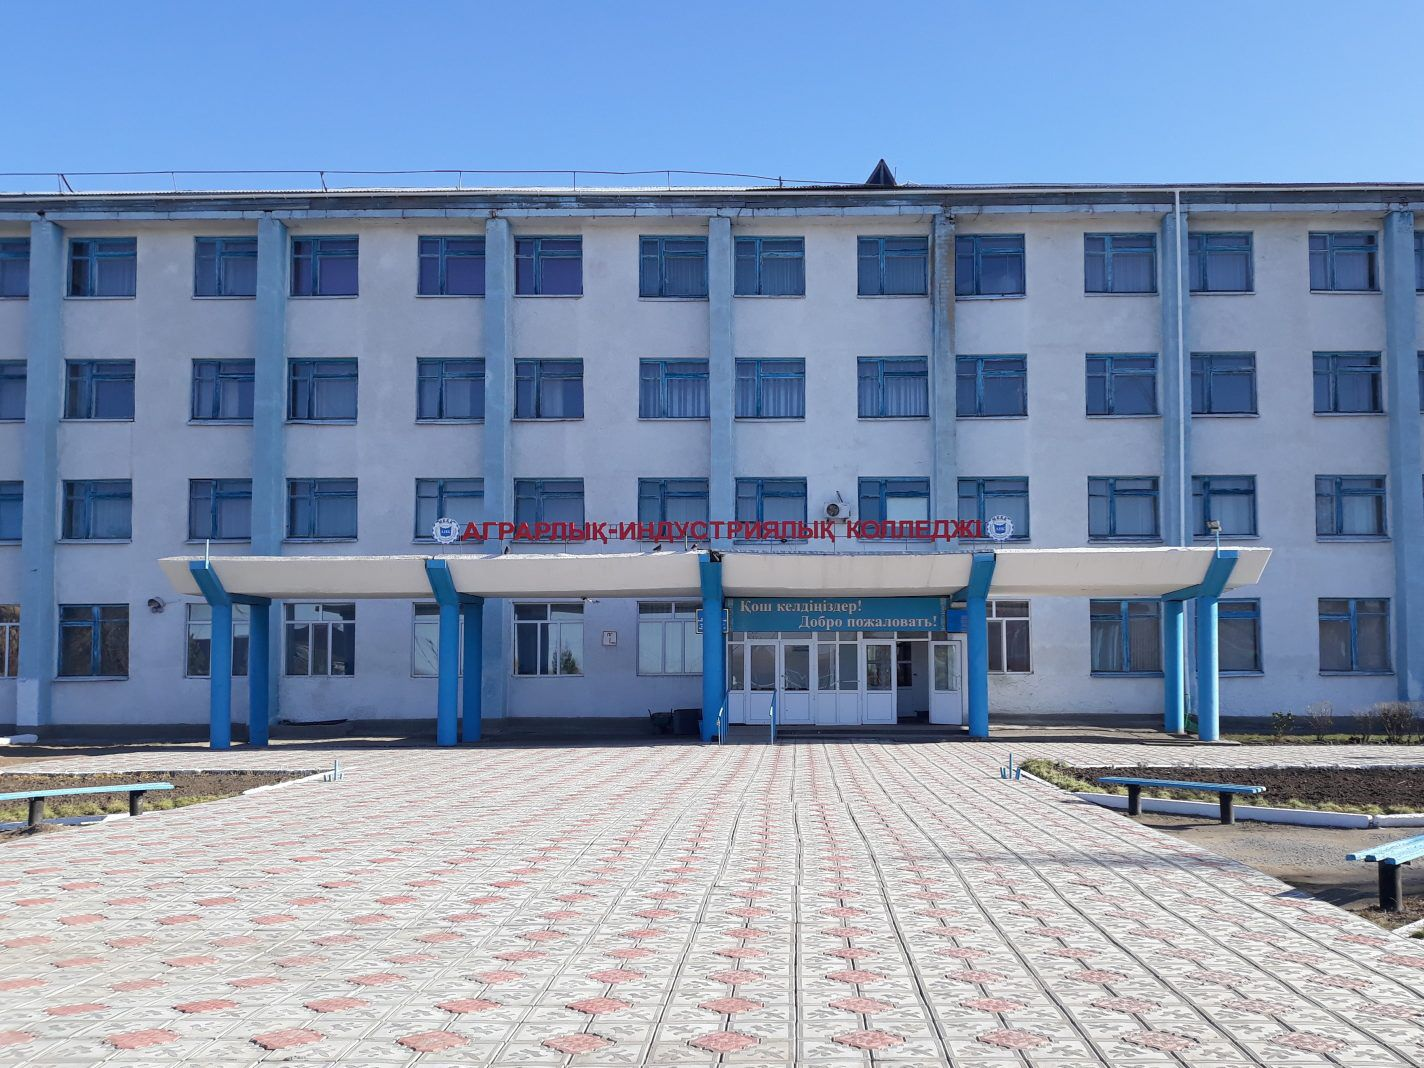 АГРАРЛЫҚ-ИНДУСТРИЯЛЫҚ КОЛЛЕДЖІ
Қош келдіңіздер!
Добро пожаловать!